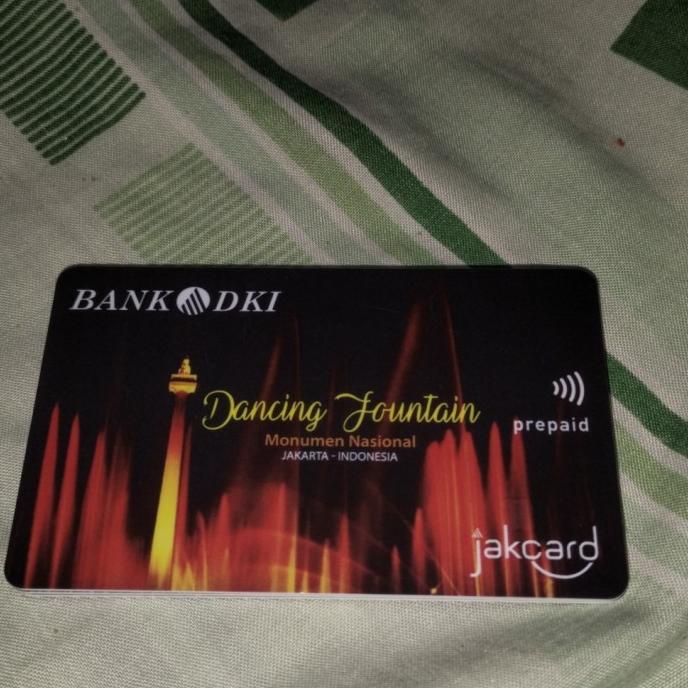 BANK DKI
Dancing Fountain
Monumen Nasional
JAKARTA - INDONESIA
prepaid
jakcard